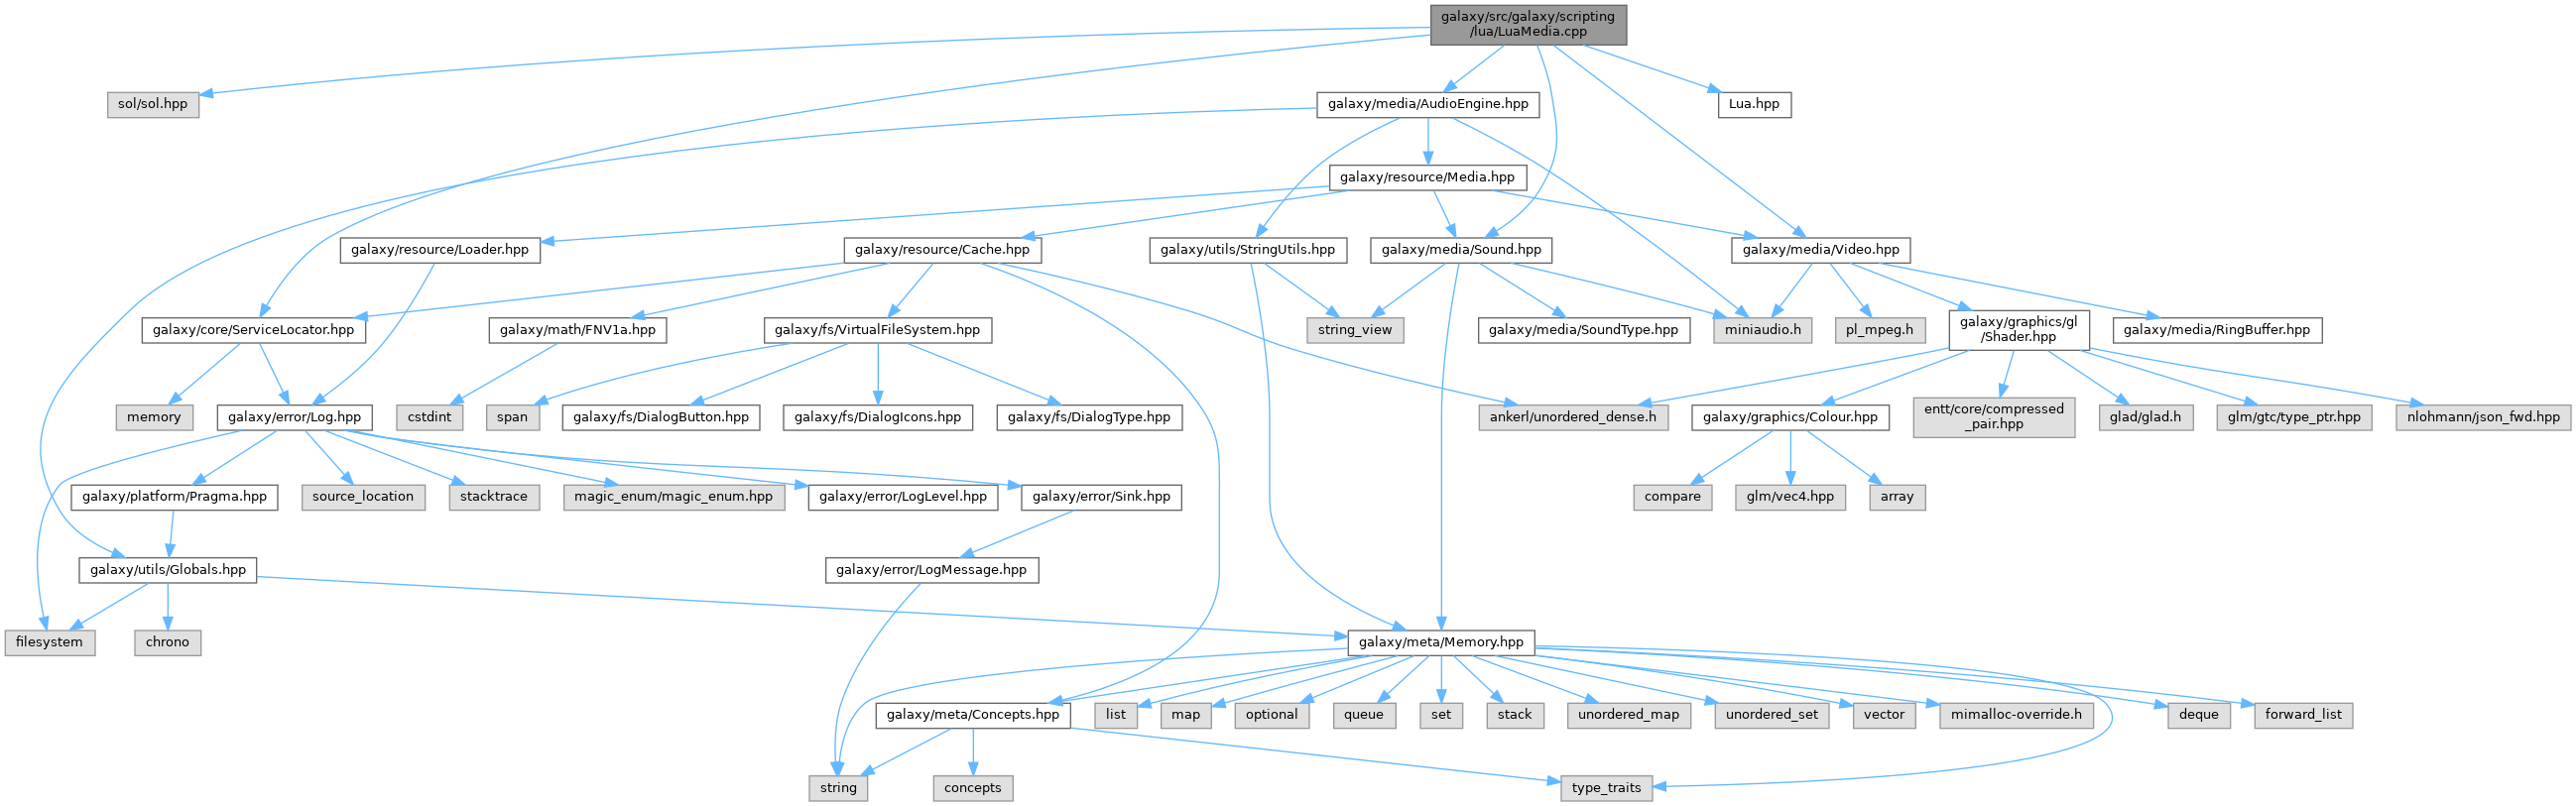 galaxy/src/galaxy/scripting
/lua/LuaMedia.cpp
sol/sol.hpp
galaxy/media/AudioEngine.hpp
Lua.hpp
galaxy/resource/Media.hpp
galaxy/resource/Loader.hpp
galaxy/resource/Cache.hpp
galaxy/utils/StringUtils.hpp
galaxy/media/Sound.hpp
galaxy/media/Video.hpp
galaxy/core/ServiceLocator.hpp
galaxy/math/FNV1a.hpp
galaxy/fs/VirtualFileSystem.hpp
string_view
galaxy/media/SoundType.hpp
miniaudio.h
pl_mpeg.h
galaxy/graphics/gl
/Shader.hpp
galaxy/media/RingBuffer.hpp
memory
galaxy/error/Log.hpp
cstdint
span
galaxy/fs/DialogButton.hpp
galaxy/fs/DialogIcons.hpp
galaxy/fs/DialogType.hpp
ankerl/unordered_dense.h
galaxy/graphics/Colour.hpp
entt/core/compressed
_pair.hpp
glad/glad.h
glm/gtc/type_ptr.hpp
nlohmann/json_fwd.hpp
galaxy/platform/Pragma.hpp
source_location
stacktrace
magic_enum/magic_enum.hpp
galaxy/error/LogLevel.hpp
galaxy/error/Sink.hpp
compare
glm/vec4.hpp
array
galaxy/utils/Globals.hpp
galaxy/error/LogMessage.hpp
filesystem
chrono
galaxy/meta/Memory.hpp
galaxy/meta/Concepts.hpp
list
map
optional
queue
set
stack
unordered_map
unordered_set
vector
mimalloc-override.h
deque
forward_list
string
concepts
type_traits